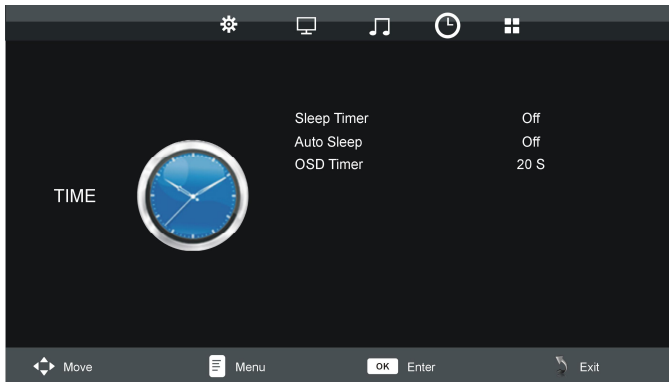 Sleep Timer Off
Auto Sleep Off
OSD Timer 20 S
TIME
Move Menu OK Enter Exit